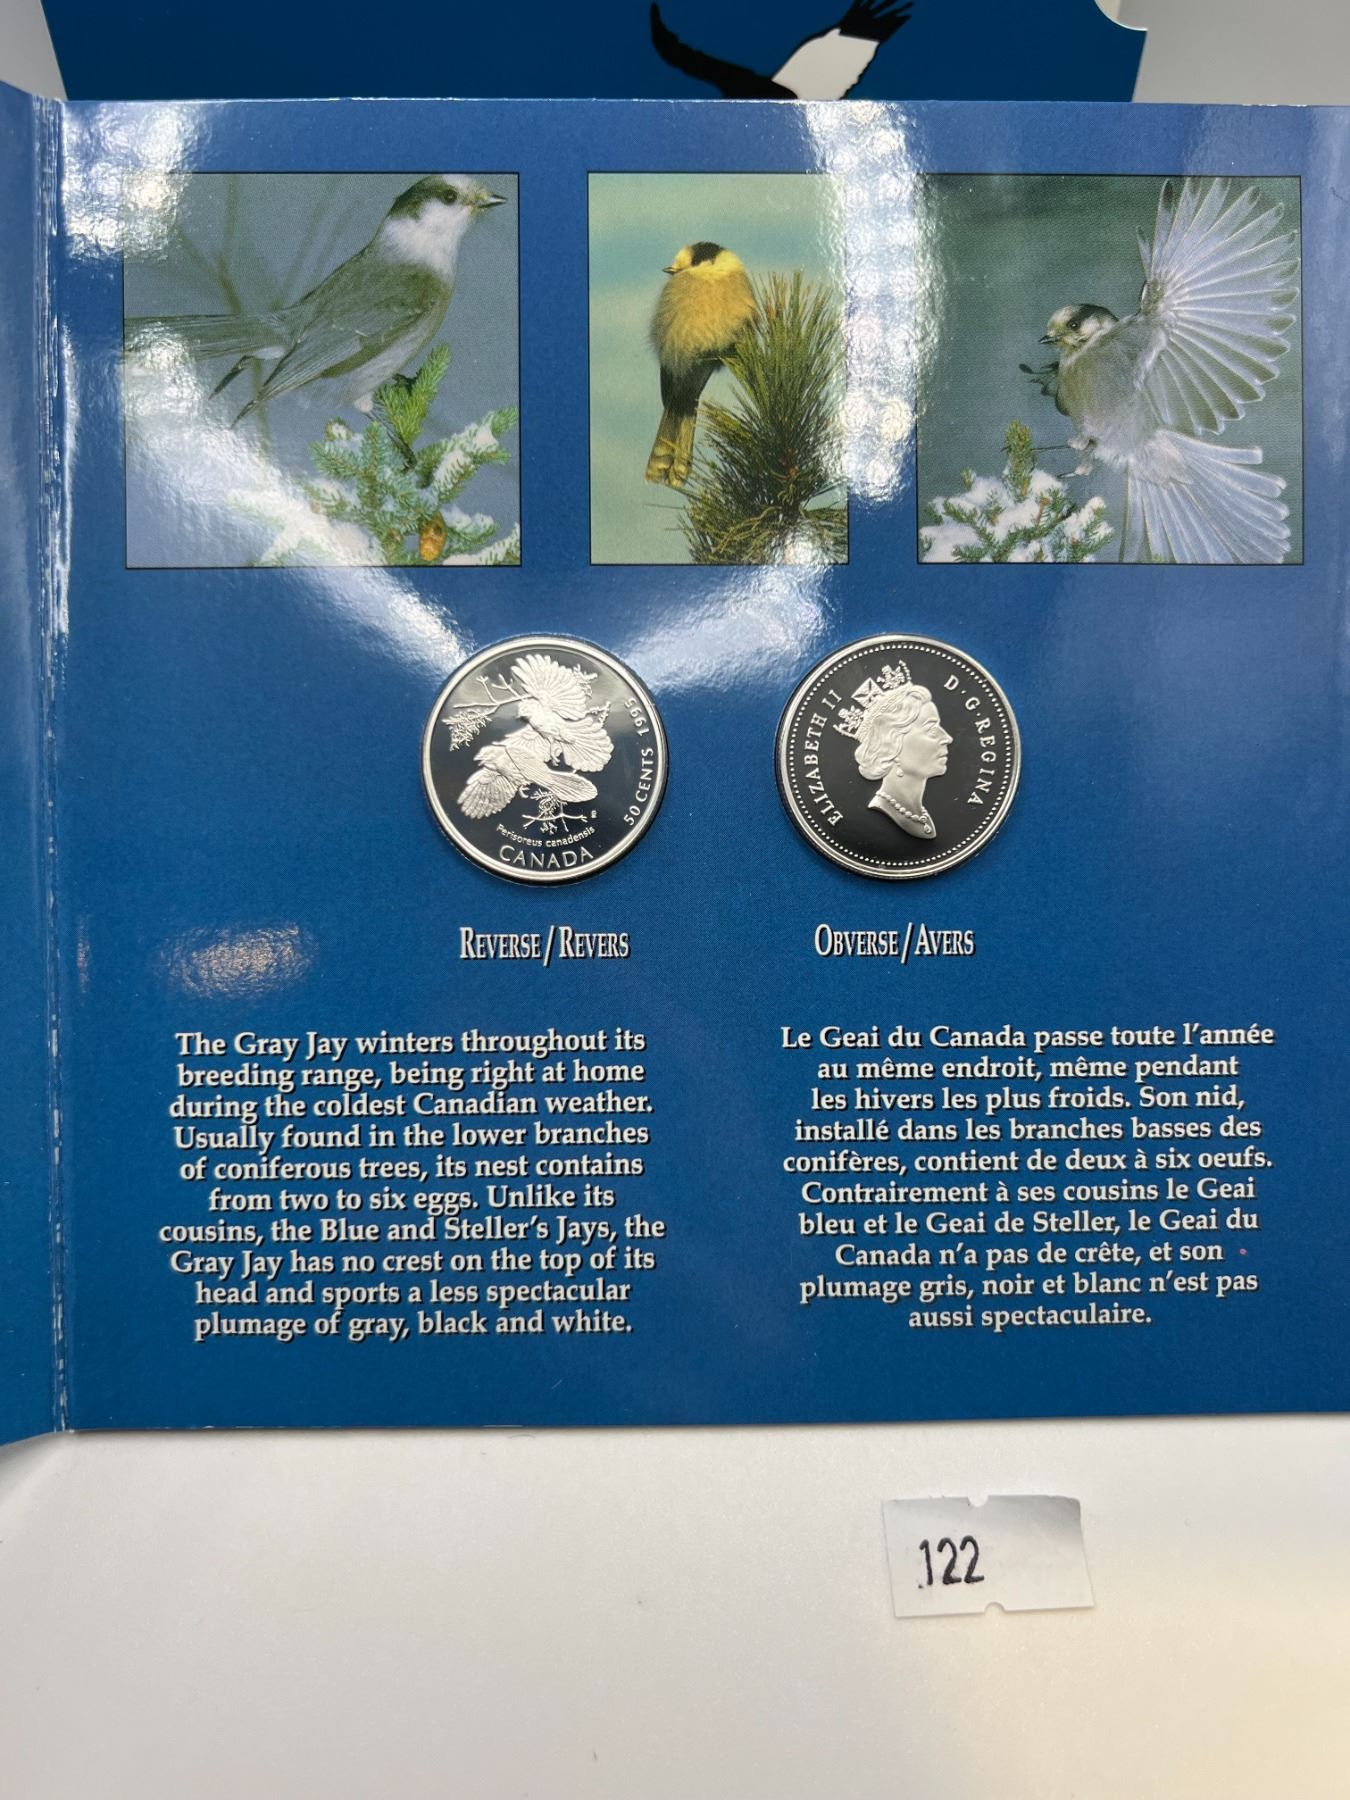 1995
50 CENTS
Perisoreus canadensis
CANADA
ELIZABETH II
D·G·REGINA
REVERSE/REVERS
OBVERSE/AVERS
The Gray Jay winters throughout its
breeding range, being right at home
during the coldest Canadian weather.
Usually found in the lower branches
of coniferous trees, its nest contains
from two to six eggs. Unlike its
cousins, the Blue and Steller's Jays, the
Gray Jay has no crest on the top of its
head and sports a less spectacular
plumage of gray, black and white.
Le Geai du Canada passe toute l'année
au même endroit, même pendant
les hivers les plus froids. Son nid,
installé dans les branches basses des
conifères, contient de deux à six oeufs.
Contrairement à ses cousins le Geai
bleu et le Geai de Steller, le Geai du
Canada n'a pas de crête, et son
plumage gris, noir et blanc n'est pas
aussi spectaculaire.
122